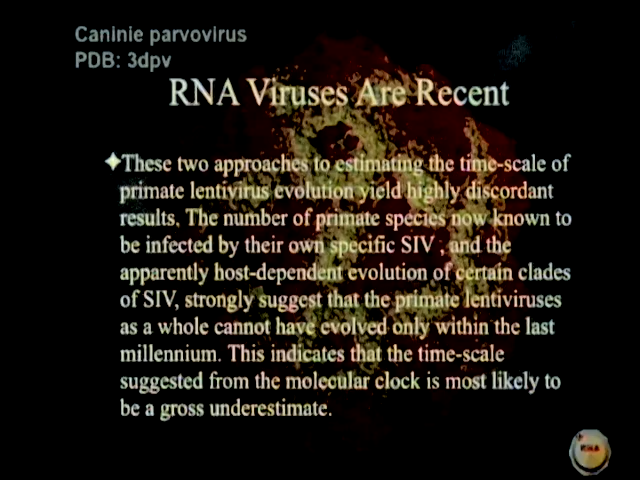 Caninie parvovirus
PDB: 3dpv
RNA Viruses Are Recent
These two approaches to estimating the time-scale of
primate lentivirus evolution yield highly discordant
results. The number of primate species now known to
be infected by their own specific SIV , and the
apparently host-dependent evolution of certain clades
of SIV, strongly suggest that the primate lentiviruses
as a whole cannot have evolved only within the last
millennium. This indicates that the time-scale
suggested from the molecular clock is most likely to
be a gross underestimate.
RNA